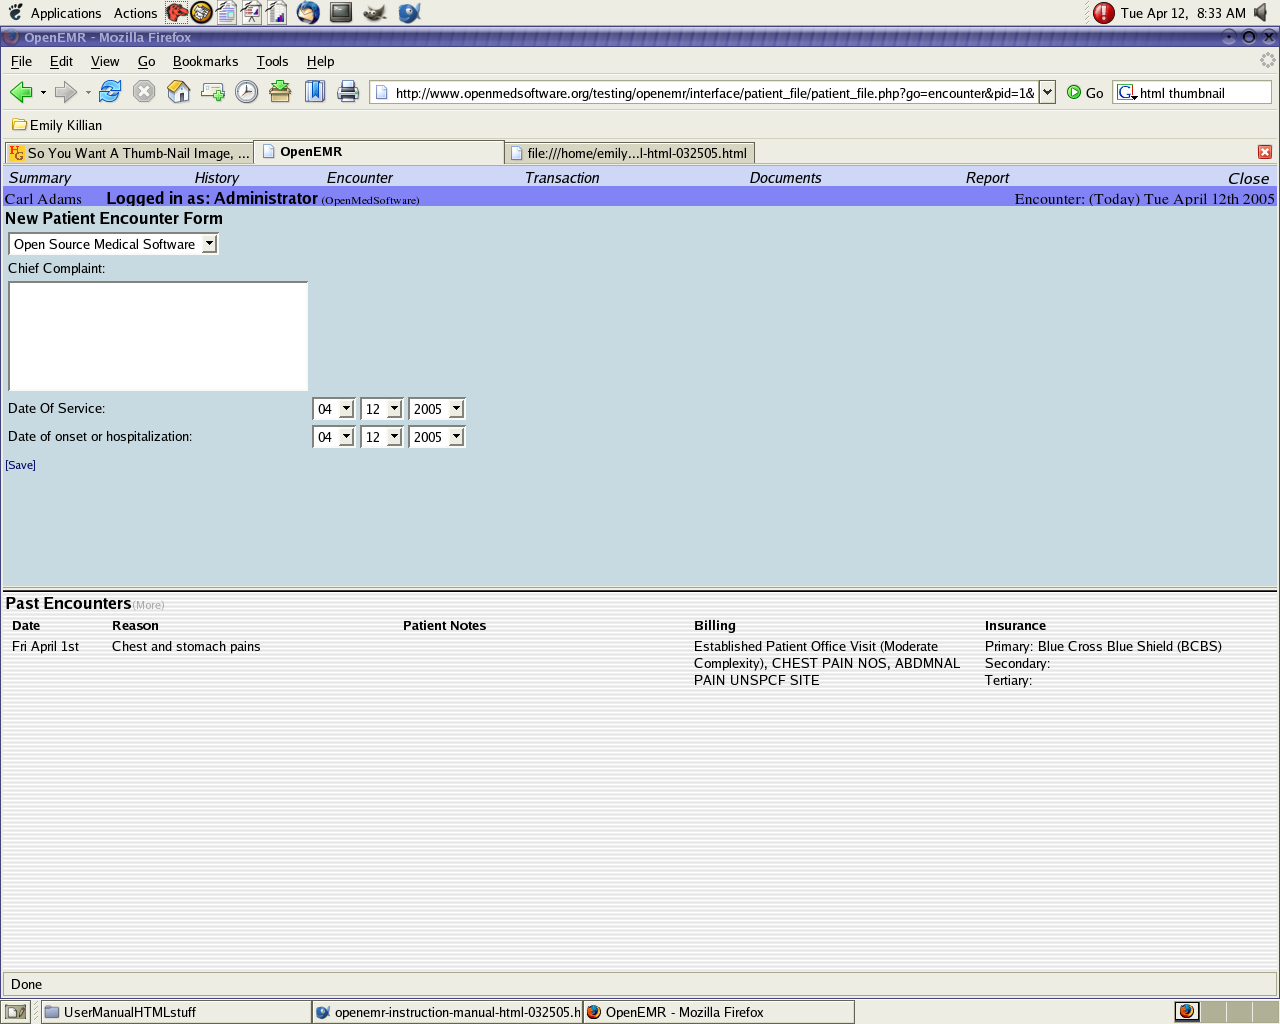 Applications Actions Tue Apr 12, 8:33 AM
OpenEMR - Mozilla Firefox
File Edit View Go Bookmarks Tools Help
http://www.openmedsoftware.org/testing/openemr/interface/patient_file/patient_file.php?go=encounter&pid=1& Go G html thumbnail
Emily Killian
HG So You Want A Thumb-Nail Image, ... OpenEMR file:///home/emily...l-html-032505.html
Summary History Encounter Transaction Documents Report Close
Carl Adams Logged in as: Administrator (OpenMedSoftware) Encounter: (Today) Tue April 12th 2005
New Patient Encounter Form
Open Source Medical Software
Chief Complaint:
Date Of Service: 04 12 2005
Date of onset or hospitalization: 04 12 2005
[Save]
Past Encounters (More)
Date Reason Patient Notes Billing Insurance
Fri April 1st Chest and stomach pains Established Patient Office Visit (Moderate Primary: Blue Cross Blue Shield (BCBS)
Complexity), CHEST PAIN NOS, ABDMNAL Secondary:
PAIN UNSPCF SITE Tertiary:
Done
UserManualHTMLstuff openemr-instruction-manual-html-032505.h OpenEMR - Mozilla Firefox